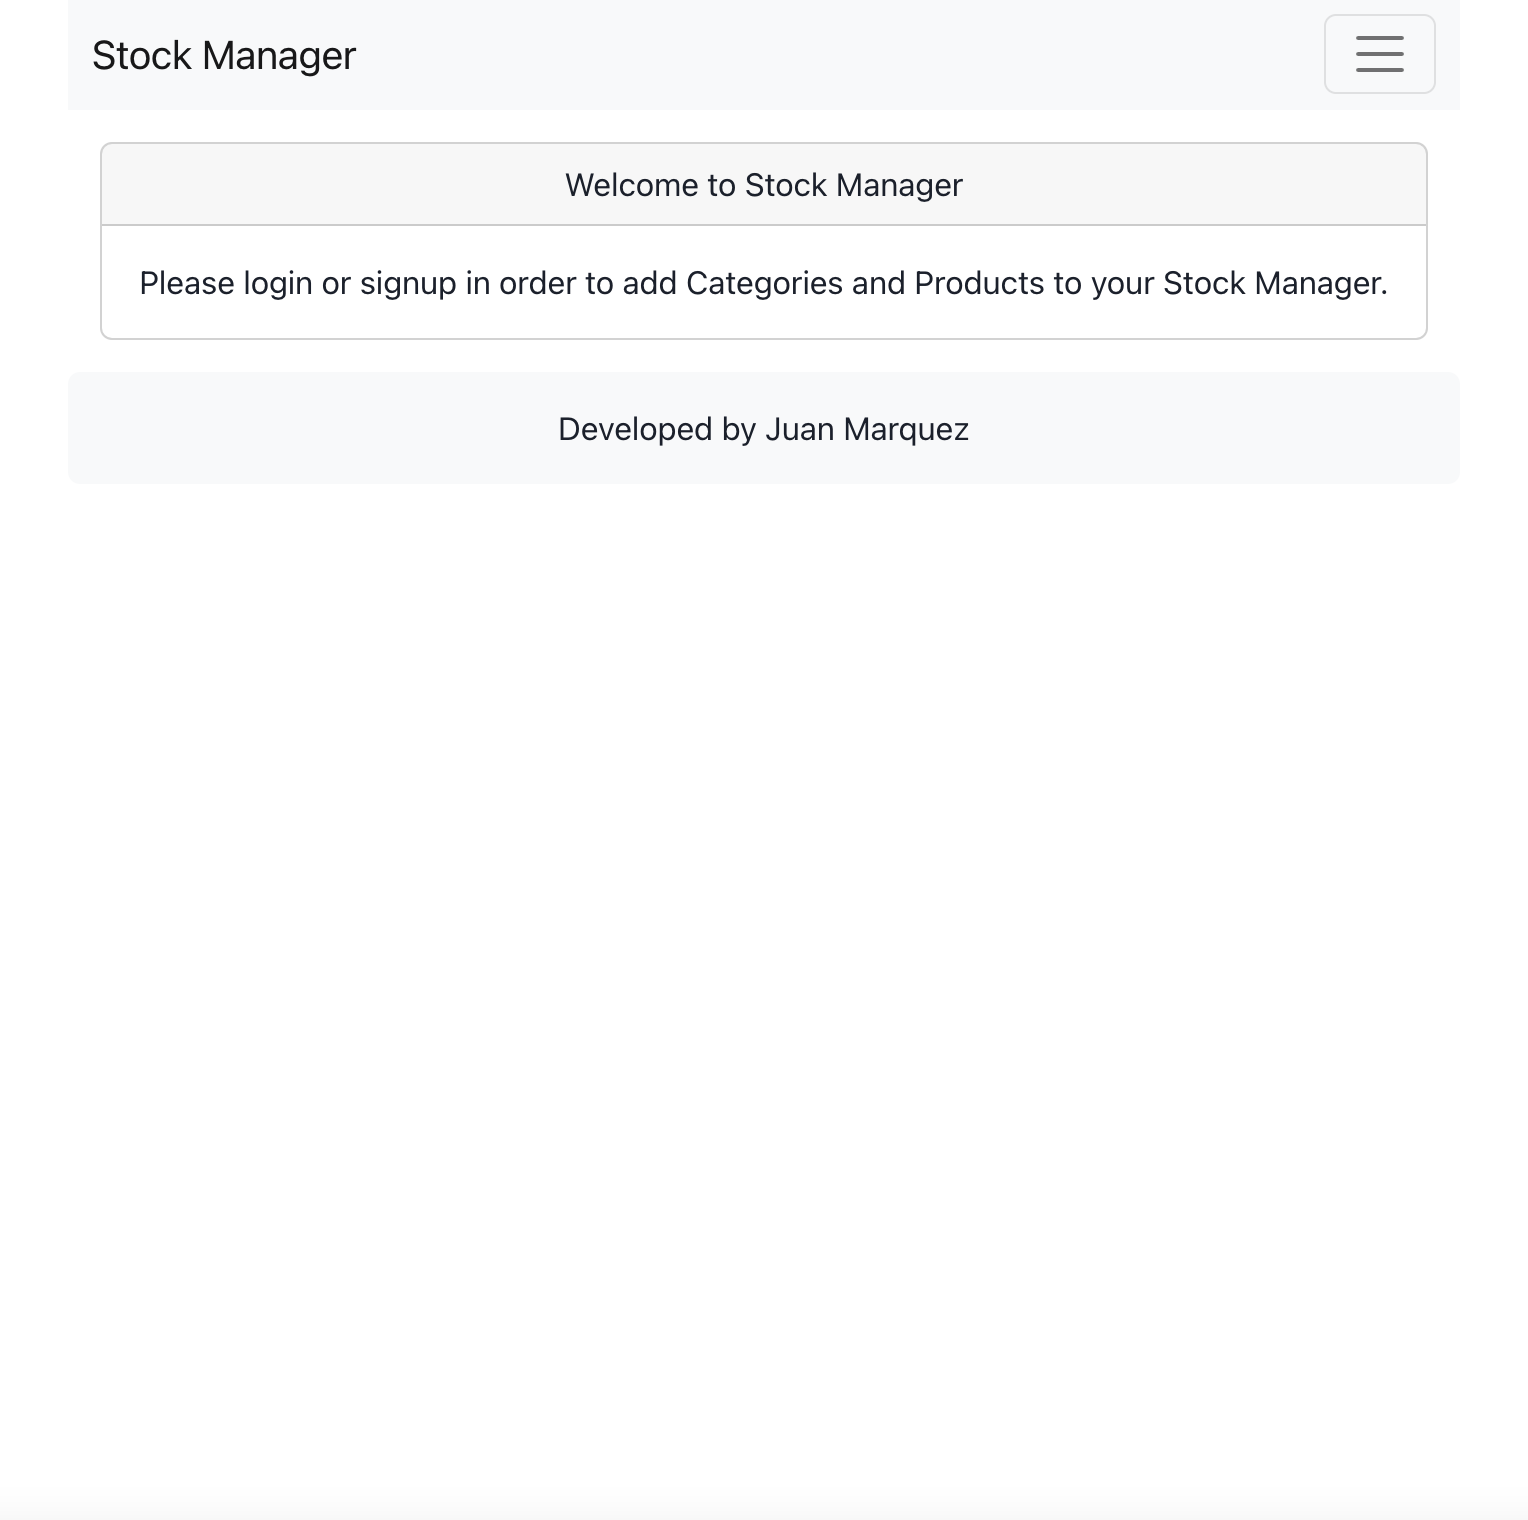 Stock Manager
Welcome to Stock Manager
Please login or signup in order to add Categories and Products to your Stock Manager.
Developed by Juan Marquez